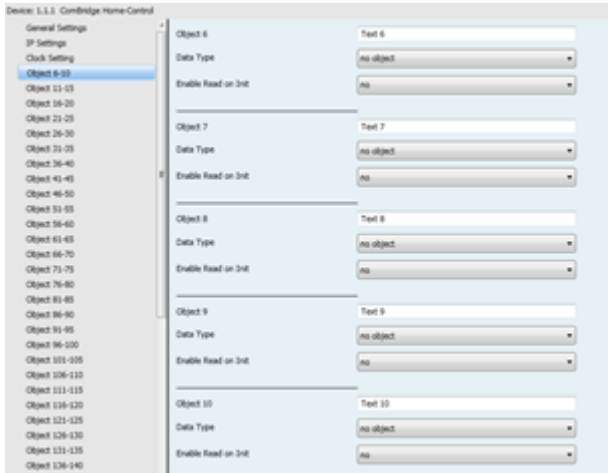 Device: 1.1.1 ComBridge Home-Control
General Settings
IP Settings
Clock Setting
Object 6-10
Object 11-15
Object 16-20
Object 21-25
Object 26-30
Object 31-35
Object 36-40
Object 41-45
Object 46-50
Object 51-55
Object 56-60
Object 61-65
Object 66-70
Object 71-75
Object 76-80
Object 81-85
Object 86-90
Object 91-95
Object 96-100
Object 101-105
Object 106-110
Object 111-115
Object 116-120
Object 121-125
Object 126-130
Object 131-135
Object 136-140
Object 6 Text 6
Data Type no object
Enable Read on Init no
Object 7 Text 7
Data Type no object
Enable Read on Init no
Object 8 Text 8
Data Type no object
Enable Read on Init no
Object 9 Text 9
Data Type no object
Enable Read on Init no
Object 10 Text 10
Data Type no object
Enable Read on Init no